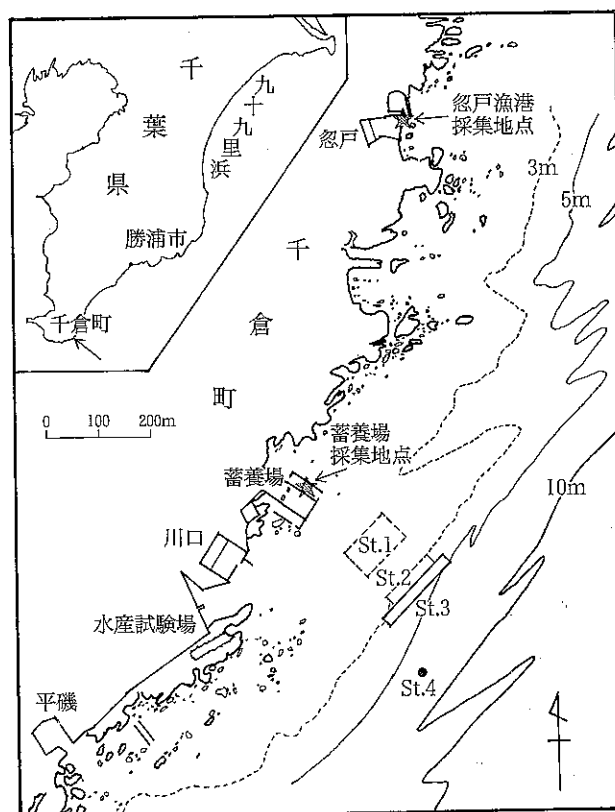 千葉県
九十九里浜
勝浦市
千倉町
忽戸漁港
採集地点
忽戸
3m
5m
千倉町
0 100 200m
蓄養場
採集地点
蓄養場
10m
川口
St.1
St.2
St.3
水産試験場
St.4
平磯